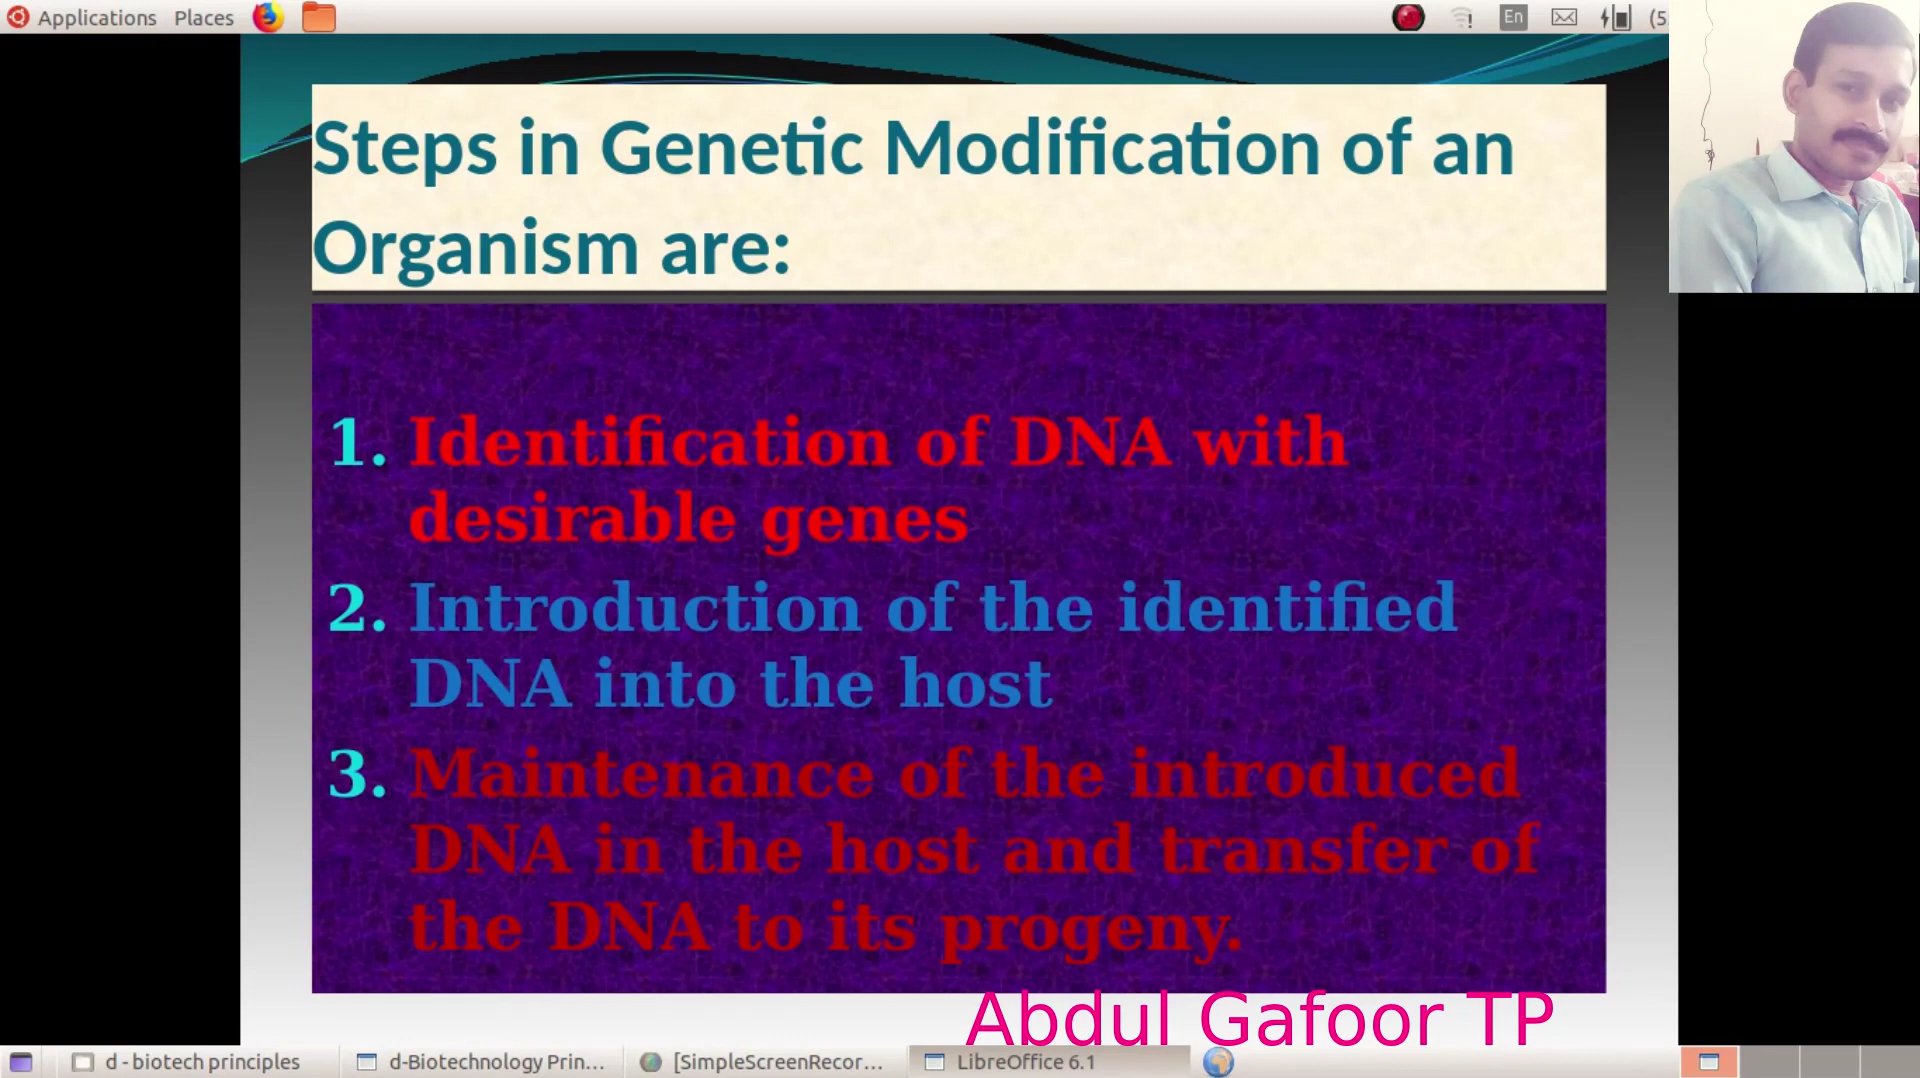 Applications Places
En
(5
Steps in Genetic Modification of an
Organism are:
1. Identification of DNA with
desirable genes
2. Introduction of the identified
DNA into the host
3. Maintenance of the introduced
DNA in the host and transfer of
the DNA to its progeny.
Abdul Gafoor TP
d - biotech principles
d-Biotechnology Prin...
[SimpleScreenRecor...
LibreOffice 6.1